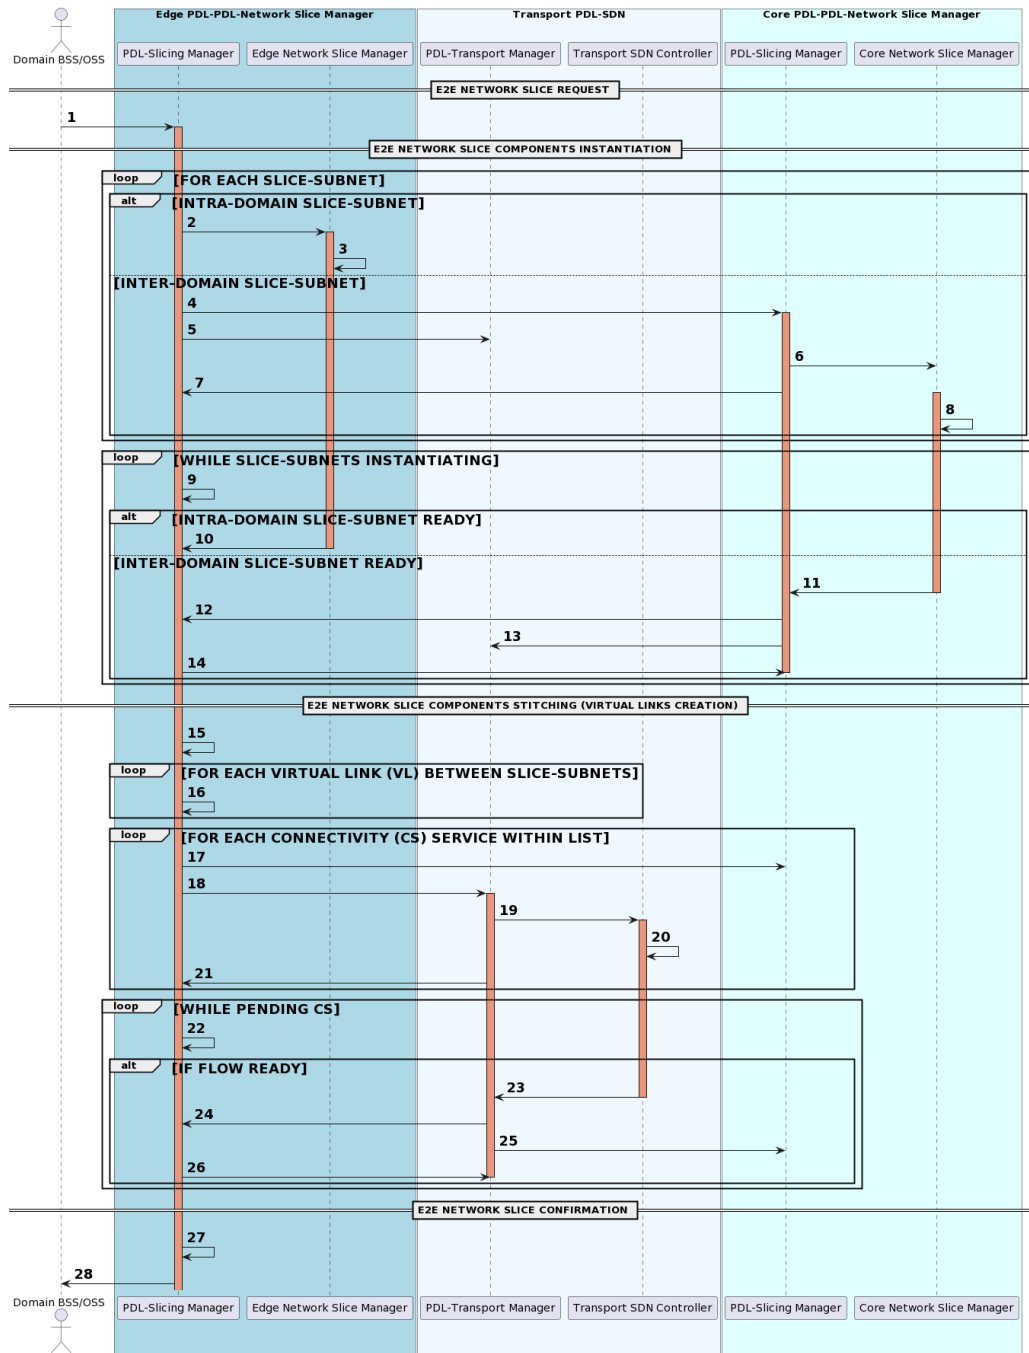 Edge PDL-PDL-Network Slice Manager
Transport PDL-SDN
Core PDL-PDL-Network Slice Manager
Domain BSS/OSS
PDL-Slicing Manager
Edge Network Slice Manager
PDL-Transport Manager
Transport SDN Controller
PDL-Slicing Manager
Core Network Slice Manager
E2E NETWORK SLICE REQUEST
1
E2E NETWORK SLICE COMPONENTS INSTANTIATION
loop [FOR EACH SLICE-SUBNET]
alt [INTRA-DOMAIN SLICE-SUBNET]
2
3
[INTER-DOMAIN SLICE-SUBNET]
4
5
6
7
8
loop [WHILE SLICE-SUBNETS INSTANTIATING]
9
alt [INTRA-DOMAIN SLICE-SUBNET READY]
10
[INTER-DOMAIN SLICE-SUBNET READY]
11
12
13
14
E2E NETWORK SLICE COMPONENTS STITCHING (VIRTUAL LINKS CREATION)
15
loop [FOR EACH VIRTUAL LINK (VL) BETWEEN SLICE-SUBNETS]
16
loop [FOR EACH CONNECTIVITY (CS) SERVICE WITHIN LIST]
17
18
19
20
21
loop [WHILE PENDING CS]
22
alt [IF FLOW READY]
23
24
25
26
E2E NETWORK SLICE CONFIRMATION
27
28
Domain BSS/OSS
PDL-Slicing Manager
Edge Network Slice Manager
PDL-Transport Manager
Transport SDN Controller
PDL-Slicing Manager
Core Network Slice Manager